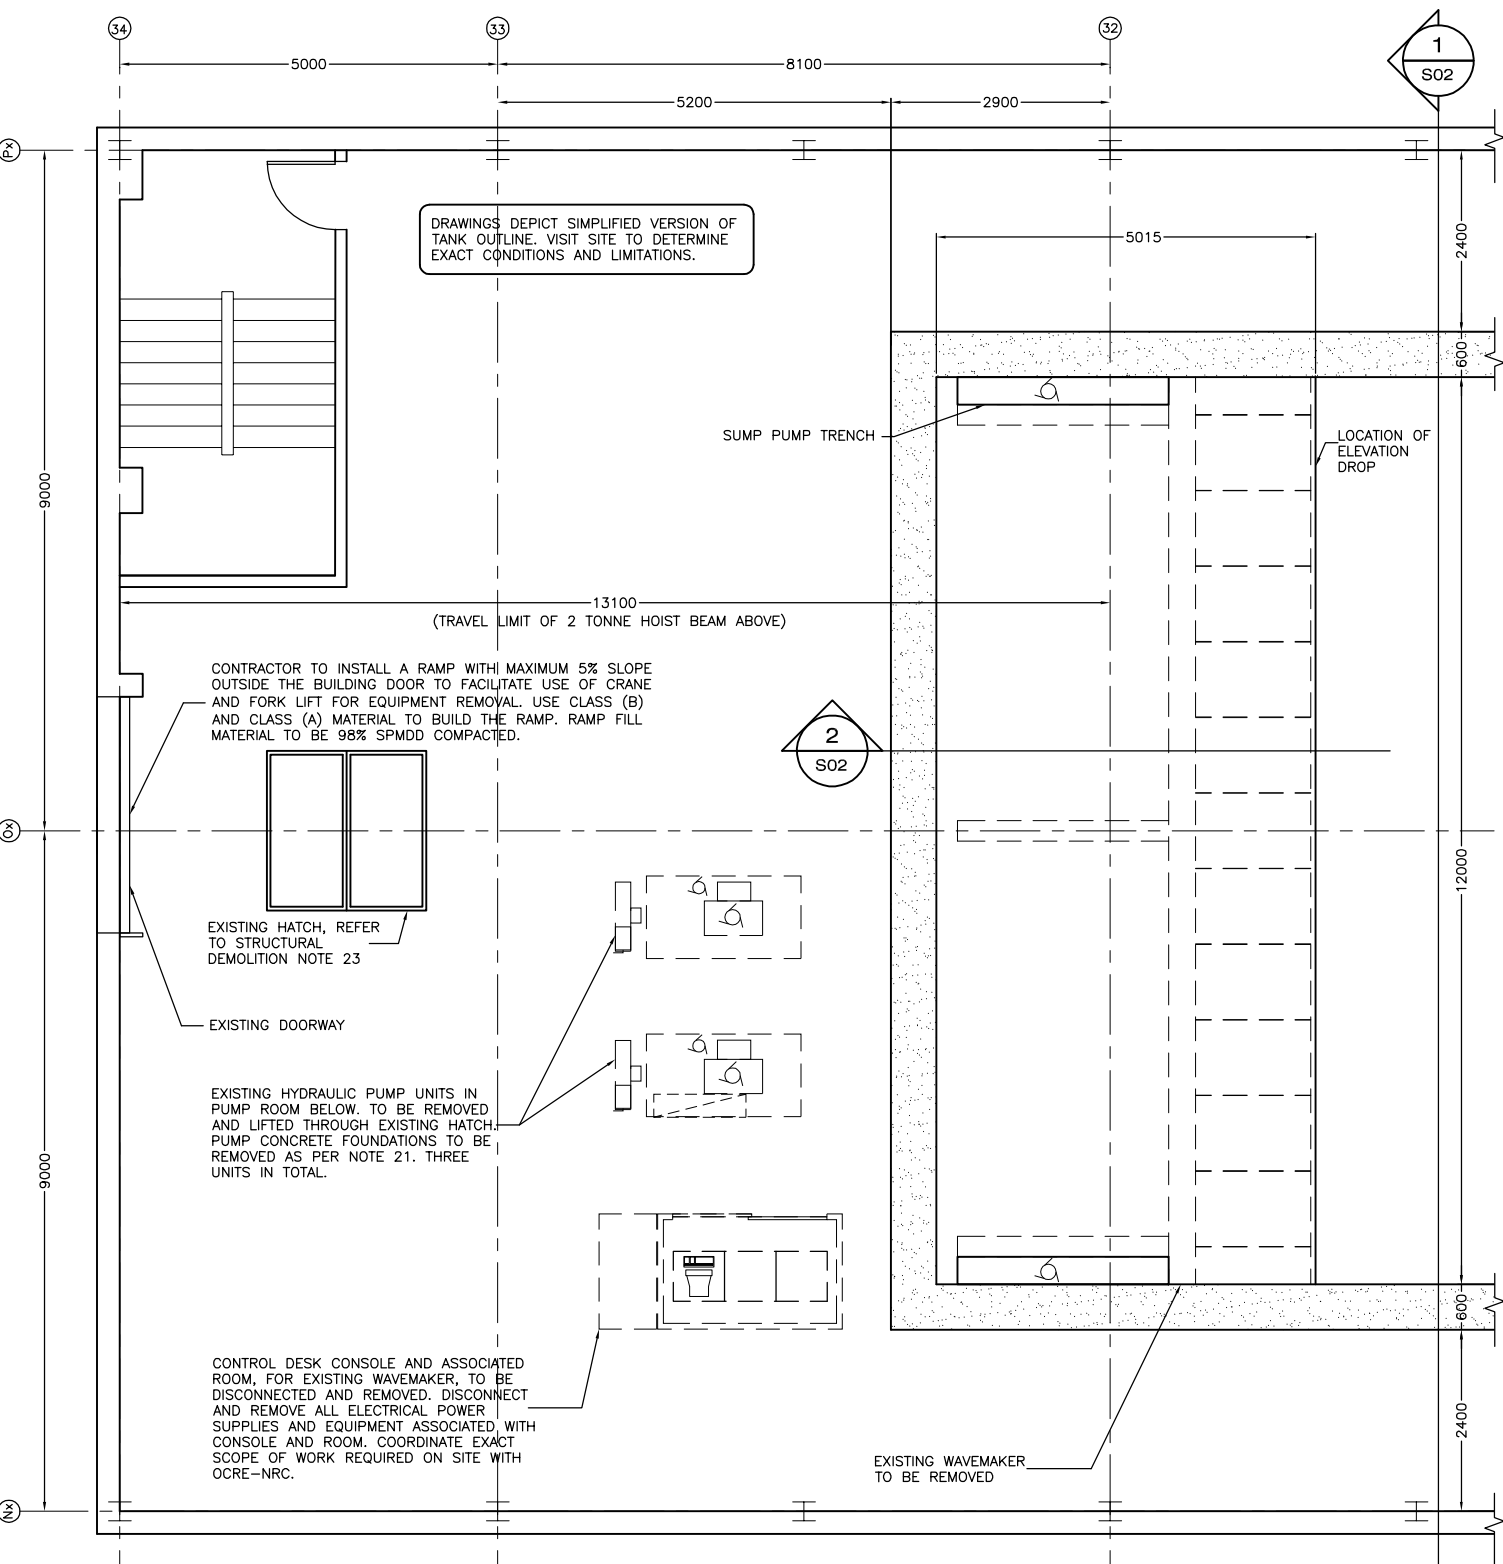 34
33
32
1
S02
5000
8100
5200
2900
Px
DRAWINGS DEPICT SIMPLIFIED VERSION OF
TANK OUTLINE. VISIT SITE TO DETERMINE
EXACT CONDITIONS AND LIMITATIONS.
5015
2400
600
SUMP PUMP TRENCH
LOCATION OF
ELEVATION
DROP
9000
13100
(TRAVEL LIMIT OF 2 TONNE HOIST BEAM ABOVE)
CONTRACTOR TO INSTALL A RAMP WITH MAXIMUM 5% SLOPE
OUTSIDE THE BUILDING DOOR TO FACILITATE USE OF CRANE
AND FORK LIFT FOR EQUIPMENT REMOVAL. USE CLASS (B)
AND CLASS (A) MATERIAL TO BUILD THE RAMP. RAMP FILL
MATERIAL TO BE 98% SPMDD COMPACTED.
2
S02
Ox
12000
EXISTING HATCH, REFER
TO STRUCTURAL
DEMOLITION NOTE 23
EXISTING DOORWAY
EXISTING HYDRAULIC PUMP UNITS IN
PUMP ROOM BELOW. TO BE REMOVED
AND LIFTED THROUGH EXISTING HATCH.
PUMP CONCRETE FOUNDATIONS TO BE
REMOVED AS PER NOTE 21. THREE
UNITS IN TOTAL.
9000
600
CONTROL DESK CONSOLE AND ASSOCIATED
ROOM, FOR EXISTING WAVEMAKER, TO BE
DISCONNECTED AND REMOVED. DISCONNECT
AND REMOVE ALL ELECTRICAL POWER
SUPPLIES AND EQUIPMENT ASSOCIATED WITH
CONSOLE AND ROOM. COORDINATE EXACT
SCOPE OF WORK REQUIRED ON SITE WITH
OCRE-NRC.
2400
EXISTING WAVEMAKER
TO BE REMOVED
Nx